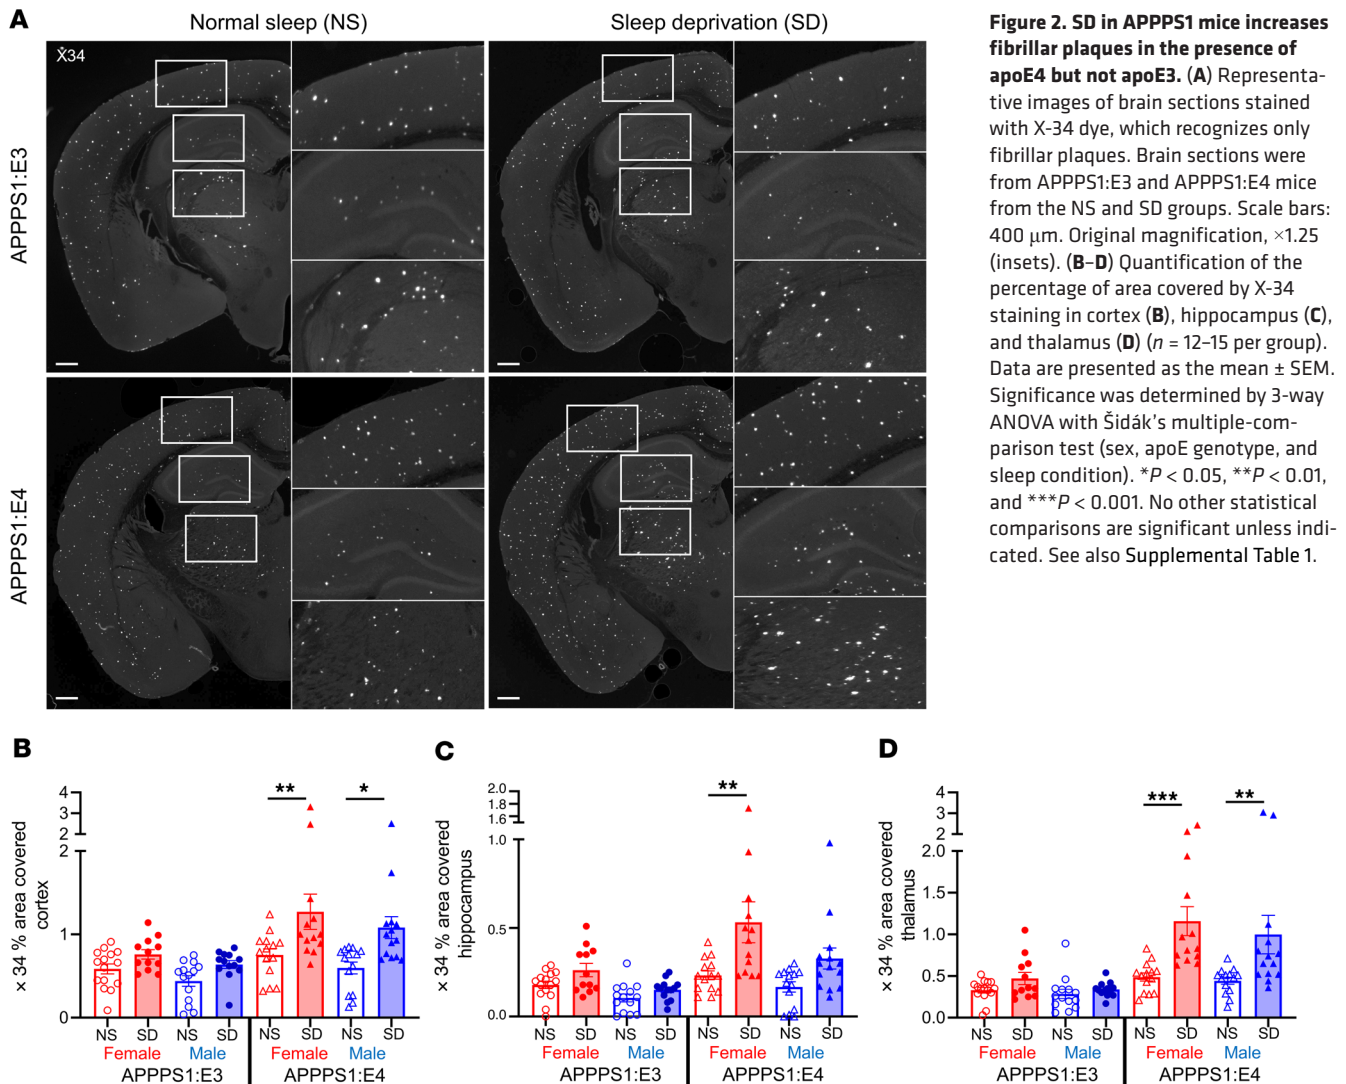 A
Normal sleep (NS)
Sleep deprivation (SD)
X34
APPPS1:E3
APPPS1:E4
Figure 2. SD in APPPS1 mice increases
fibrillar plaques in the presence of
apoE4 but not apoE3. (A) Representa-
tive images of brain sections stained
with X-34 dye, which recognizes only
fibrillar plaques. Brain sections were
from APPPS1:E3 and APPPS1:E4 mice
from the NS and SD groups. Scale bars:
400 μm. Original magnification, ×1.25
(insets). (B–D) Quantification of the
percentage of area covered by X-34
staining in cortex (B), hippocampus (C),
and thalamus (D) (n = 12–15 per group).
Data are presented as the mean ± SEM.
Significance was determined by 3-way
ANOVA with Šidák's multiple-com-
parison test (sex, apoE genotype, and
sleep condition). *P < 0.05, **P < 0.01,
and ***P < 0.001. No other statistical
comparisons are significant unless indi-
cated. See also Supplemental Table 1.
B
× 34 % area covered
cortex
4
3
2
2
1
0
** *
NS SD NS SD NS SD NS SD
Female Male Female Male
APPPS1:E3 APPPS1:E4
C
× 34 % area covered
hippocampus
2.0
1.8
1.6
1.0
0.5
0.0
**
NS SD NS SD NS SD NS SD
Female Male Female Male
APPPS1:E3 APPPS1:E4
D
× 34 % area covered
thalamus
4
3
2
2.0
1.5
1.0
0.5
0.0
*** **
NS SD NS SD NS SD NS SD
Female Male Female Male
APPPS1:E3 APPPS1:E4